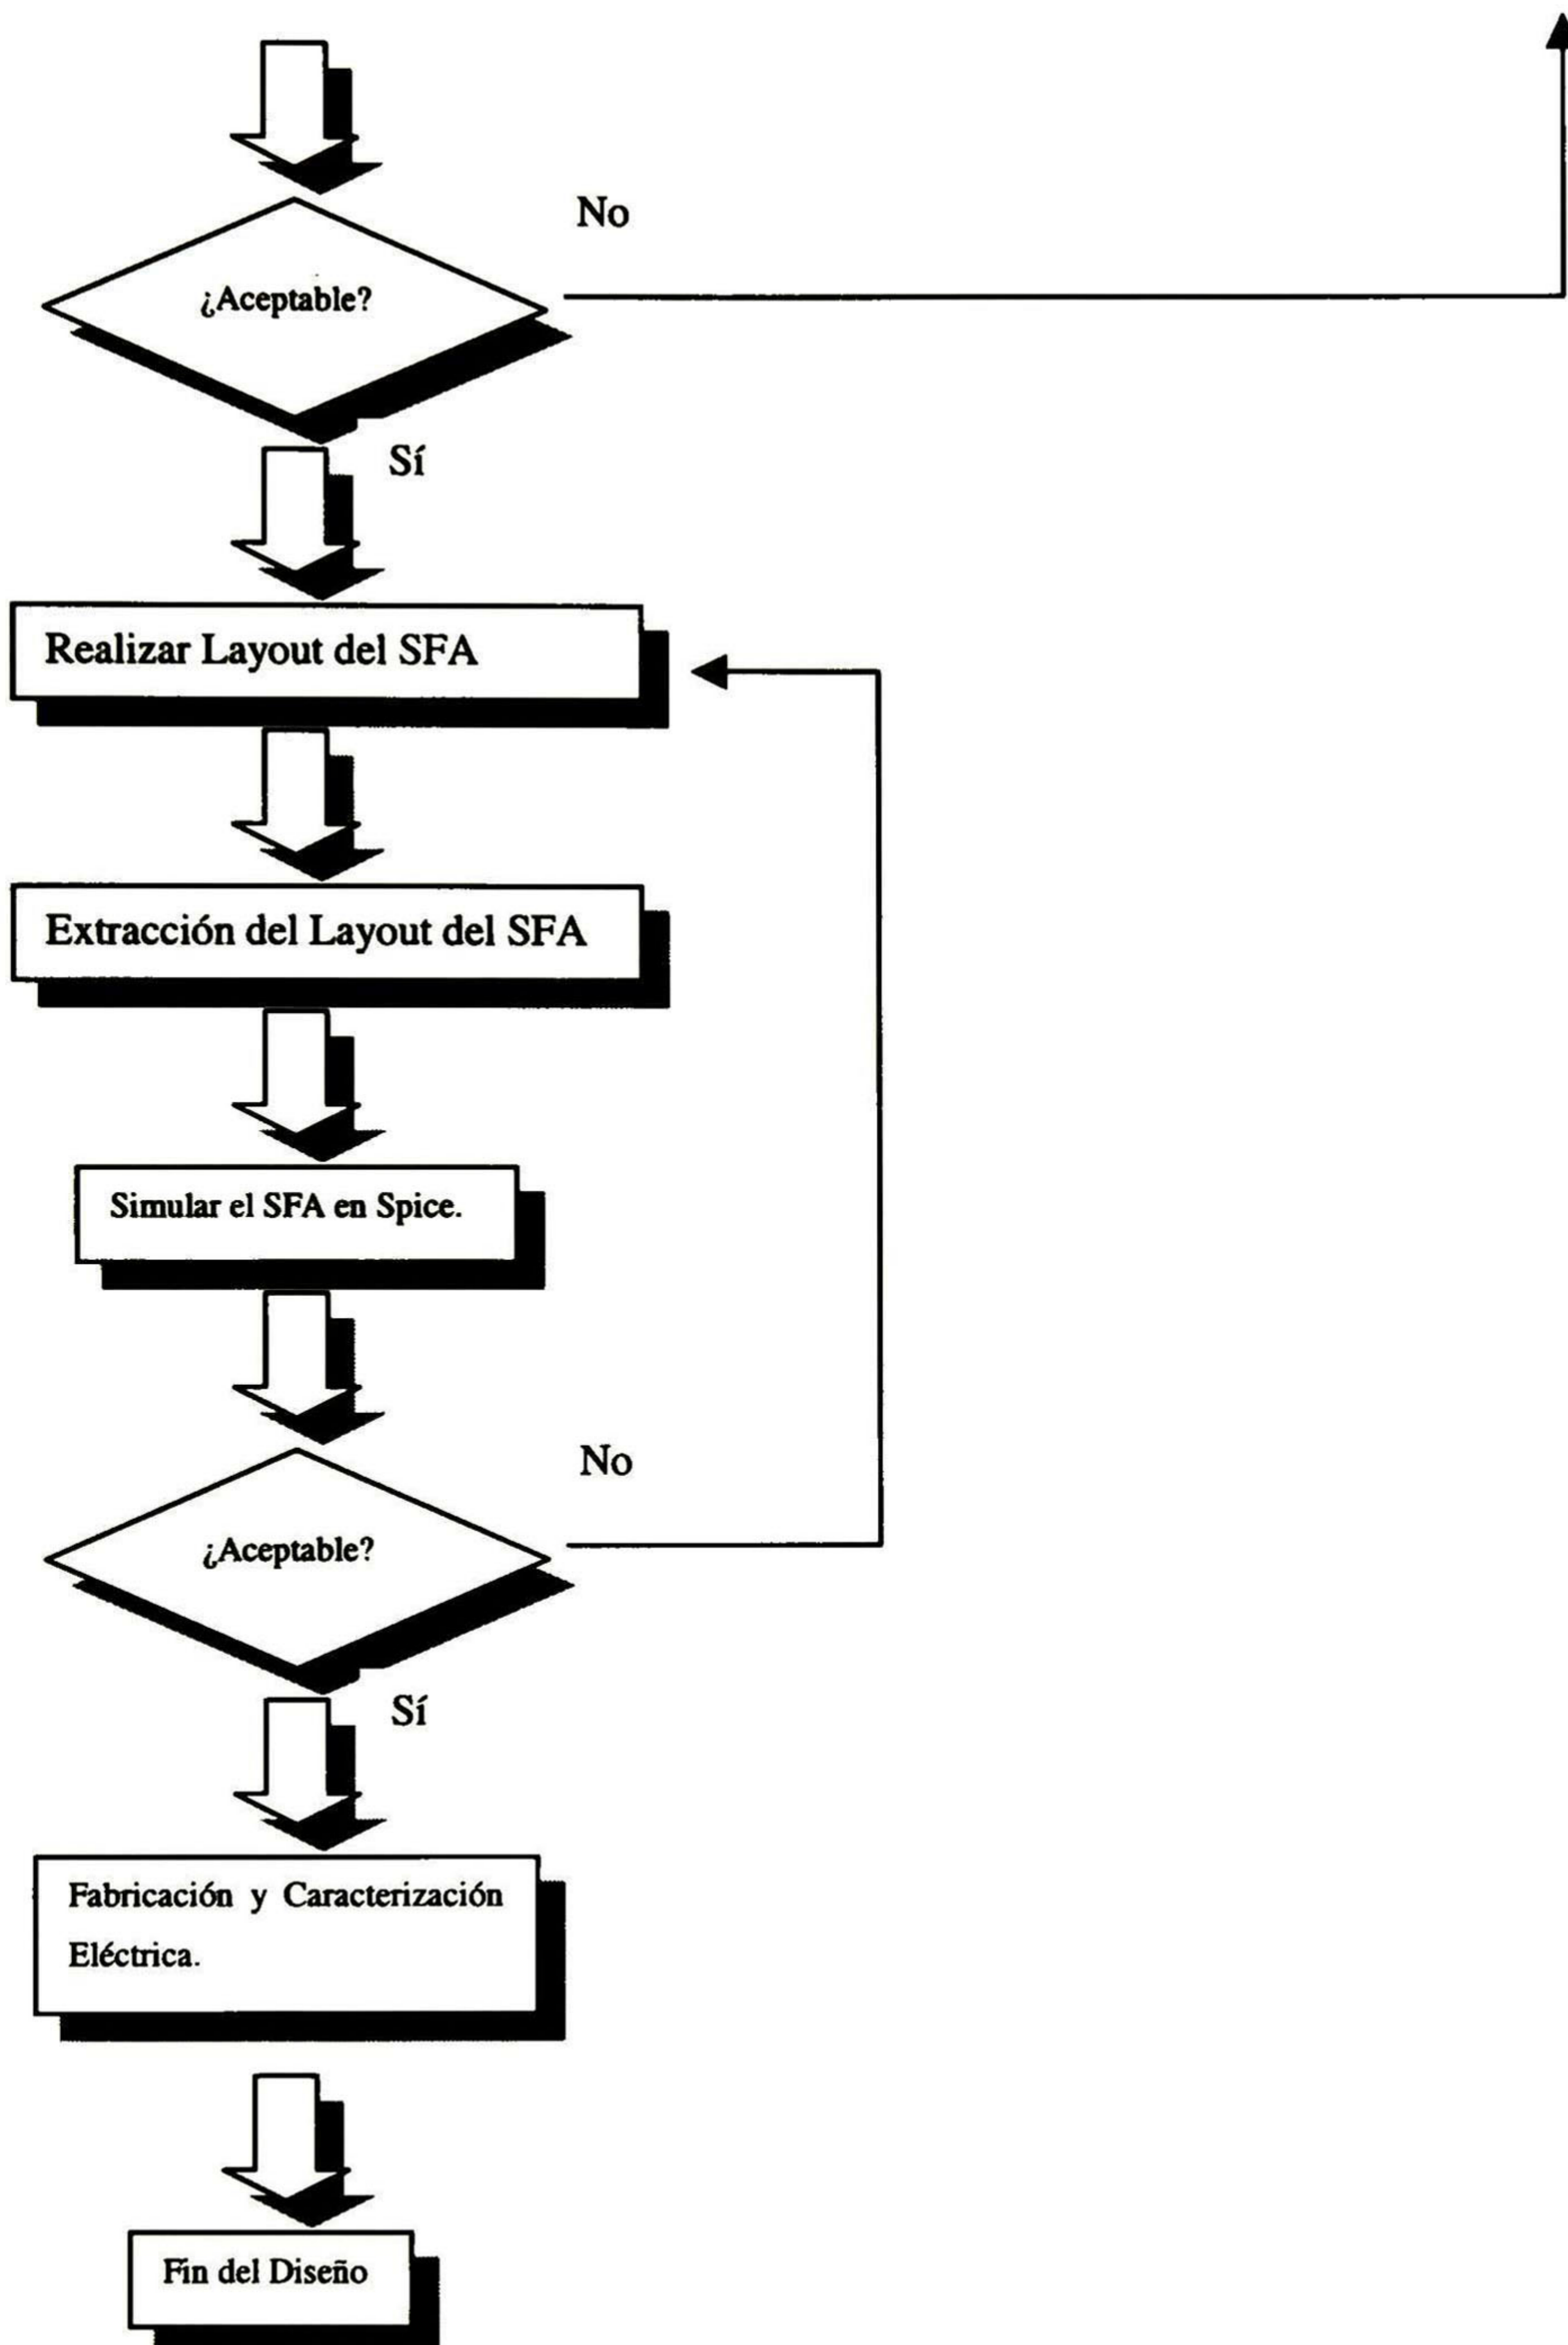 No
¿Aceptable?
Sí
Realizar Layout del SFA
Extracción del Layout del SFA
Simular el SFA en Spice.
No
¿Aceptable?
Sí
Fabricación y Caracterización
Eléctrica.
Fin del Diseño